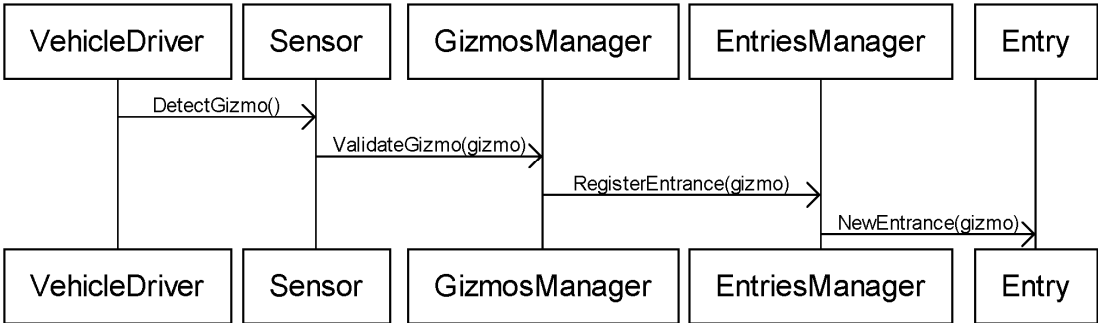 VehicleDriver Sensor GizmosManager EntriesManager Entry
DetectGizmo()
ValidateGizmo(gizmo)
RegisterEntrance(gizmo)
NewEntrance(gizmo)
VehicleDriver Sensor GizmosManager EntriesManager Entry